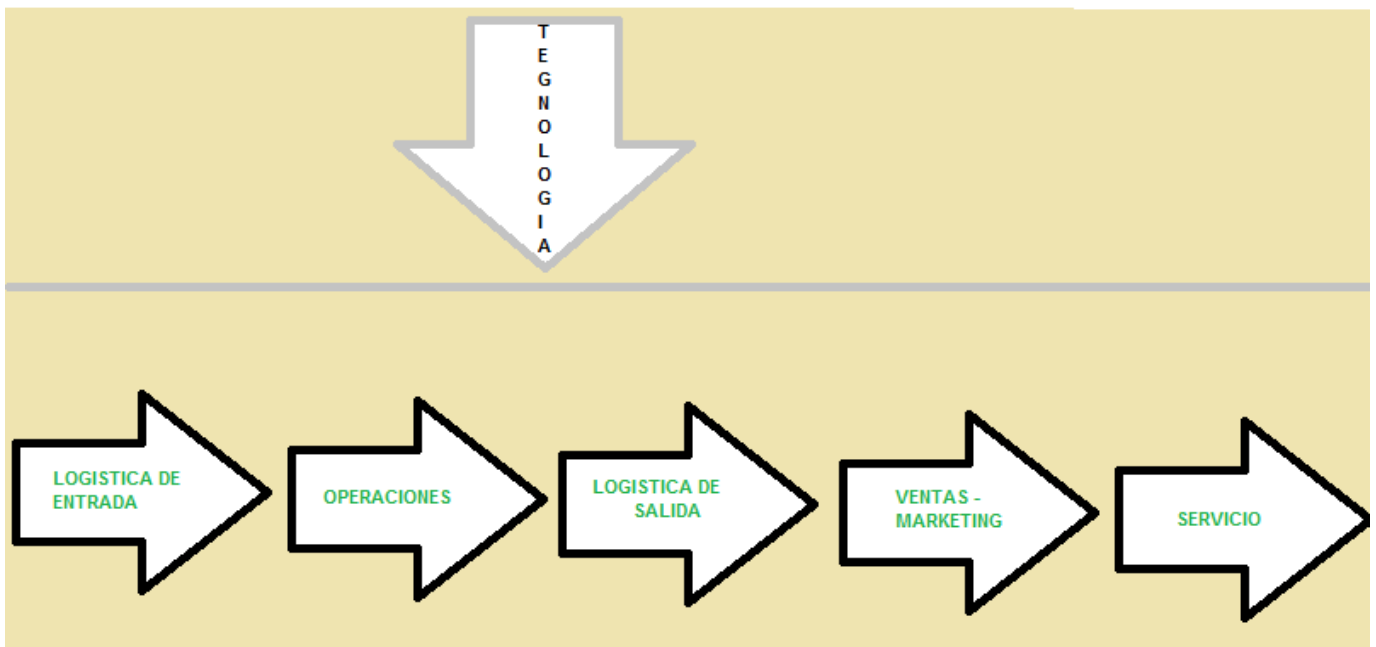 T
E
G
N
O
L
O
G
I
A
LOGISTICA DE
ENTRADA
OPERACIONES
LOGISTICA DE
SALIDA
VENTAS -
MARKETING
SERVICIO